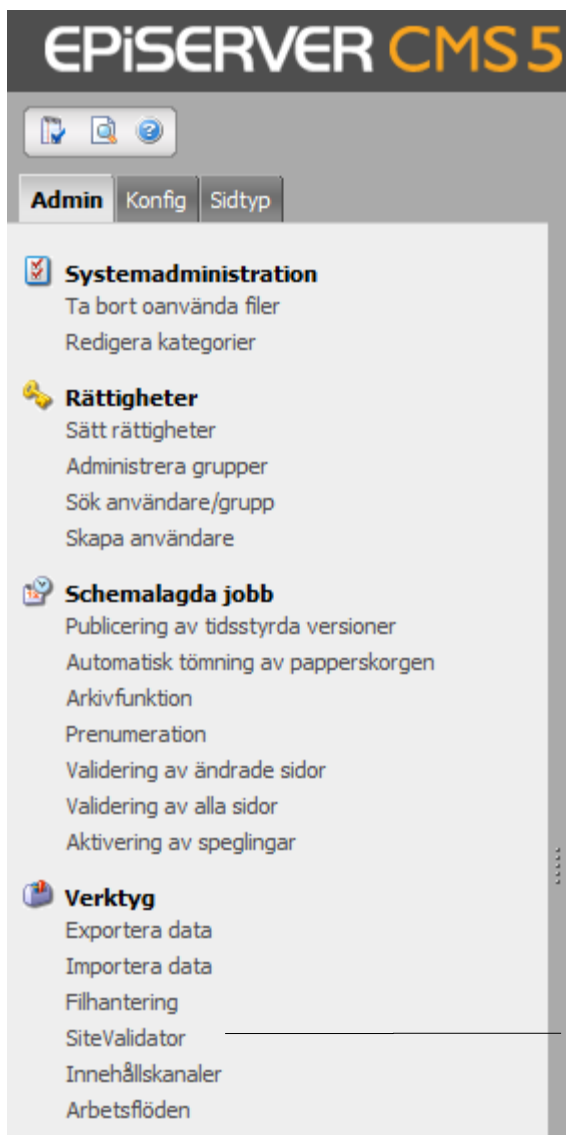 EPiSERVER CMS 5
Admin Konfig Sidtyp
Systemadministration
Ta bort oanvända filer
Redigera kategorier
Rättigheter
Sätt rättigheter
Administrera grupper
Sök användare/grupp
Skapa användare
Schemalagda jobb
Publicering av tidsstyrda versioner
Automatisk tömning av papperskorgen
Arkivfunktion
Prenumeration
Validering av ändrade sidor
Validering av alla sidor
Aktivering av speglingar
Verktyg
Exportera data
Importera data
Filhantering
SiteValidator
Innehållskanaler
Arbetsflöden